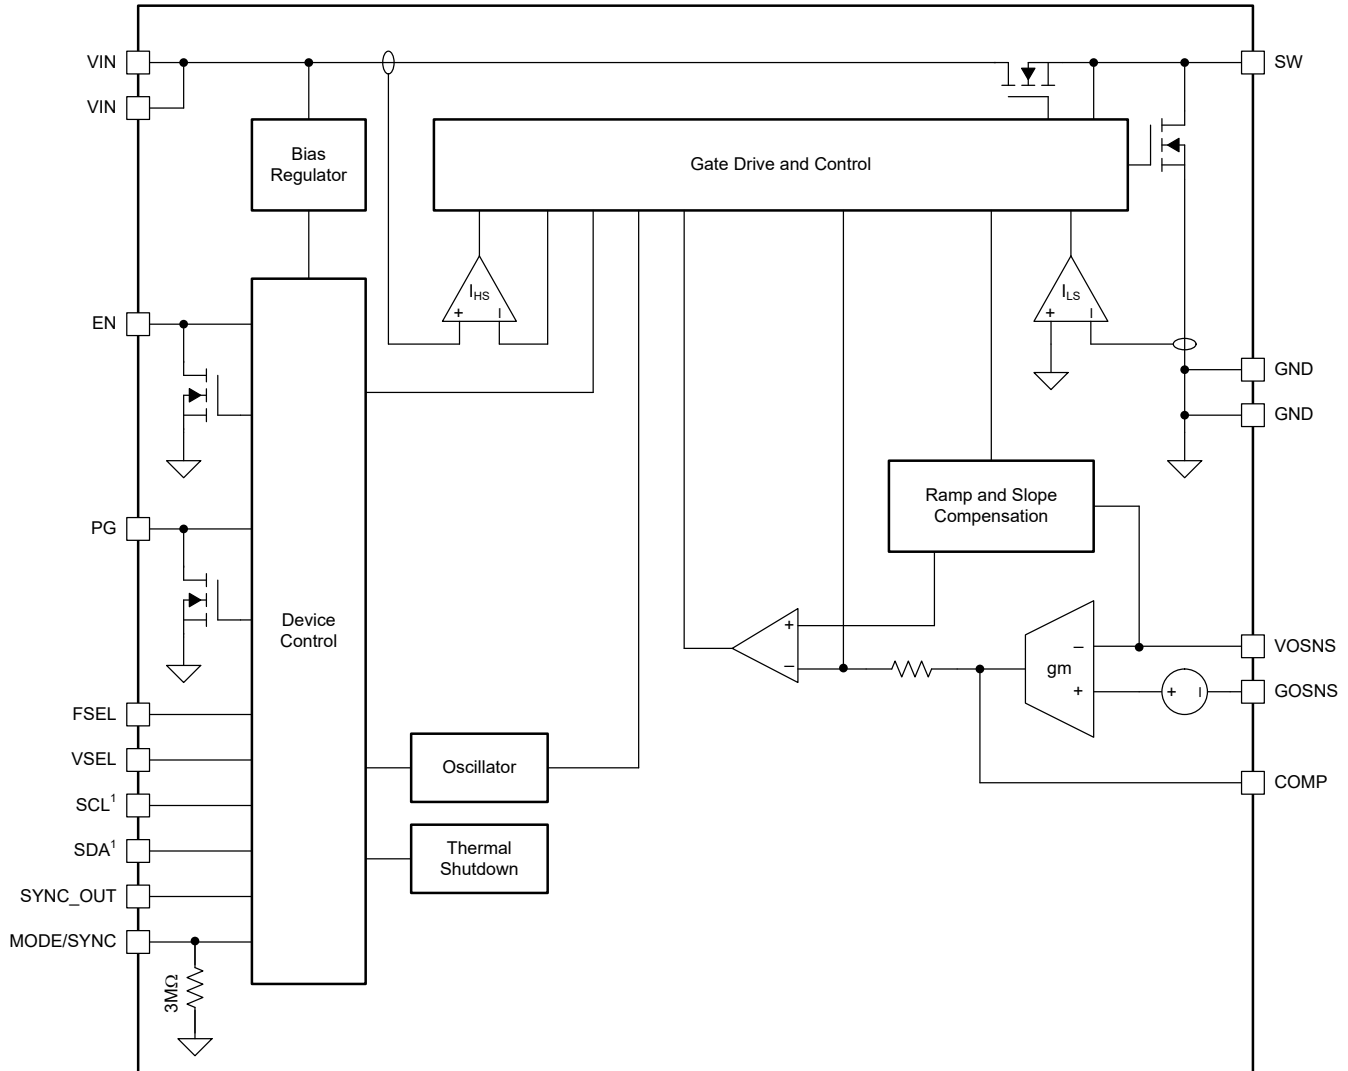 VIN
SW
VIN
Bias
Regulator
Gate Drive and Control
IHS
+
−
ILS
+
−
EN
GND
GND
Ramp and Slope
Compensation
PG
Device
Control
+
−
gm
−
+
+
−
VOSNS
GOSNS
FSEL
VSEL
Oscillator
COMP
SCL¹
SDA¹
Thermal
Shutdown
SYNC_OUT
MODE/SYNC
3MΩ